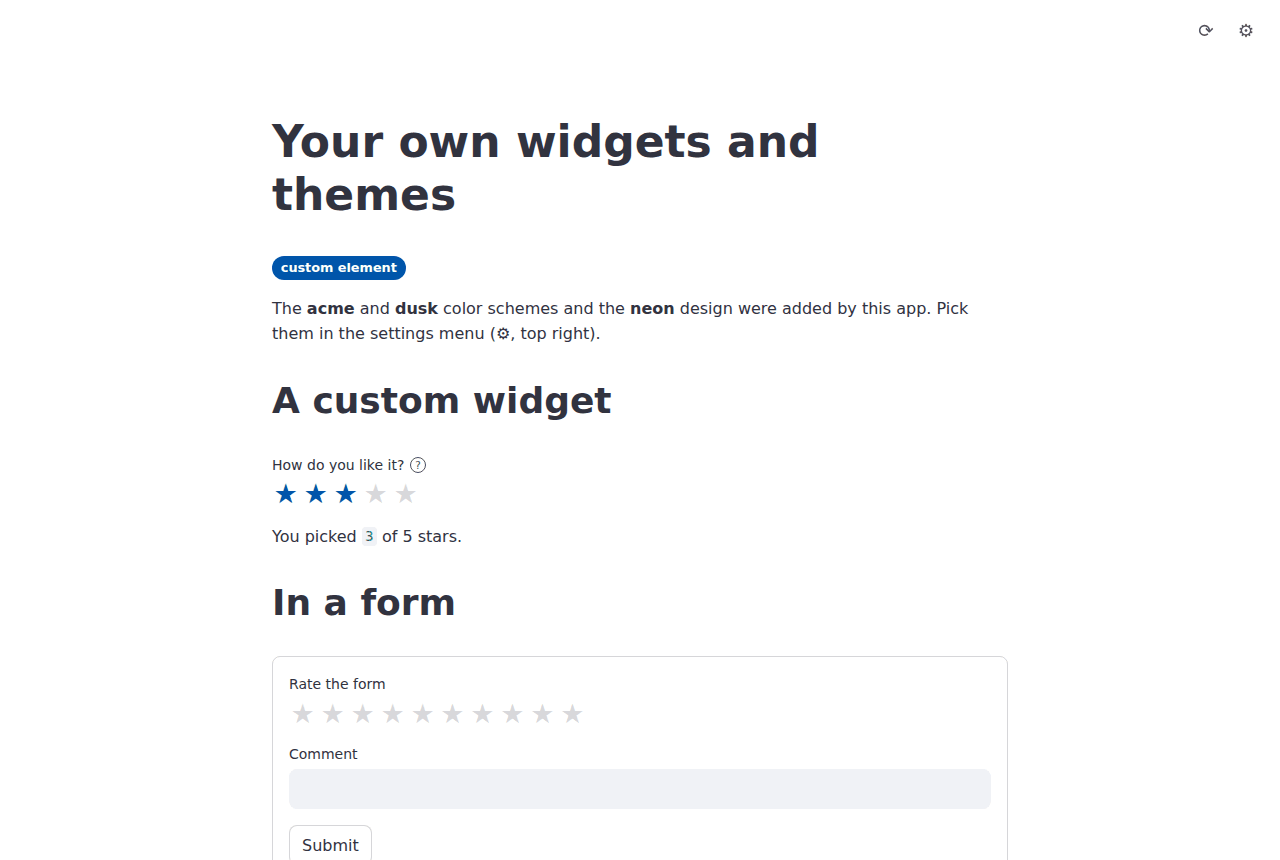 Your own widgets and
themes
custom element
The acme and dusk color schemes and the neon design were added by this app. Pick
them in the settings menu (⚙, top right).
A custom widget
How do you like it? ?
You picked 3 of 5 stars.
In a form
Rate the form
Comment
Submit